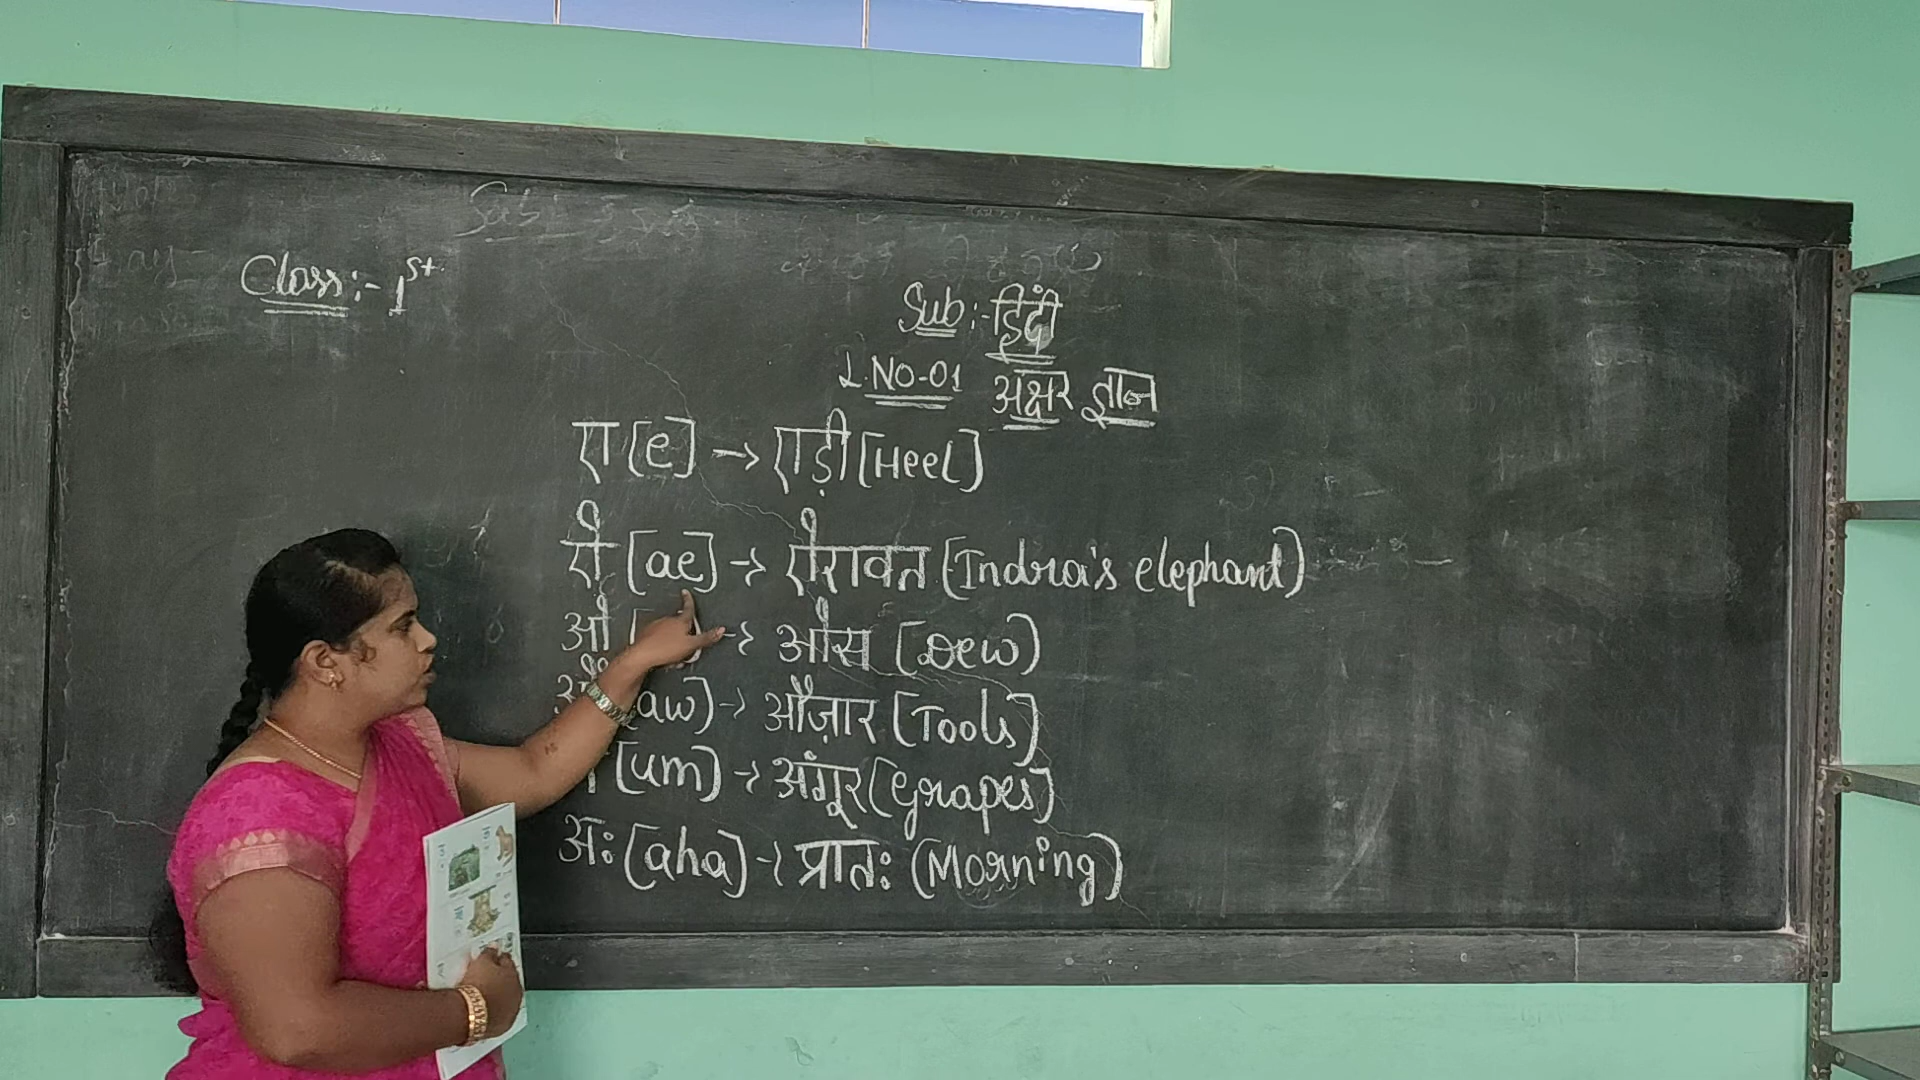 Class:- 1st.
Sub:- हिंदी
L.NO-01 अक्षर ज्ञान
ए [e] → एड़ी [Heel]
ऐ [ae] → ऐरावत (Indra's elephant)
ओ → ओस (Dew)
औ [aw] → औज़ार (Tools)
[um] → अंगूर (Grapes)
अः (aha) → प्रातः (Morning)